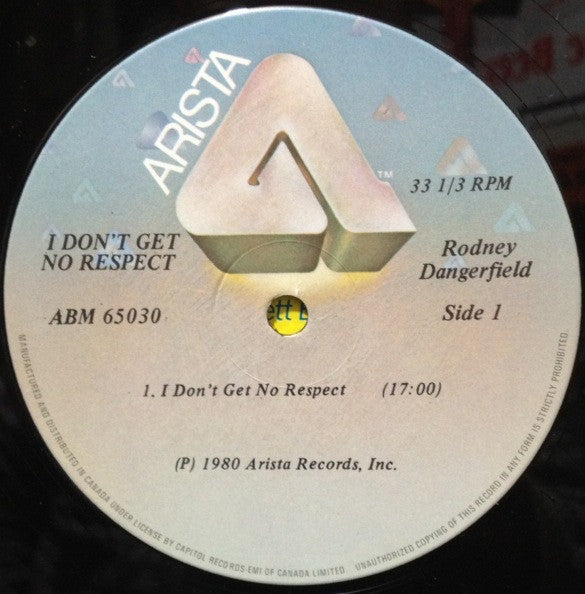 ARISTA
TM
33 1/3 RPM
I DON'T GET
NO RESPECT
Rodney
Dangerfield
ABM 65030
Side 1
1. I Don't Get No Respect (17:00)
(P) 1980 Arista Records, Inc.
MANUFACTURED AND DISTRIBUTED IN CANADA UNDER LICENSE BY CAPITOL RECORDS-EMI OF CANADA LIMITED. UNAUTHORIZED COPYING OF THIS RECORD IN ANY FORM IS STRICTLY PROHIBITED.